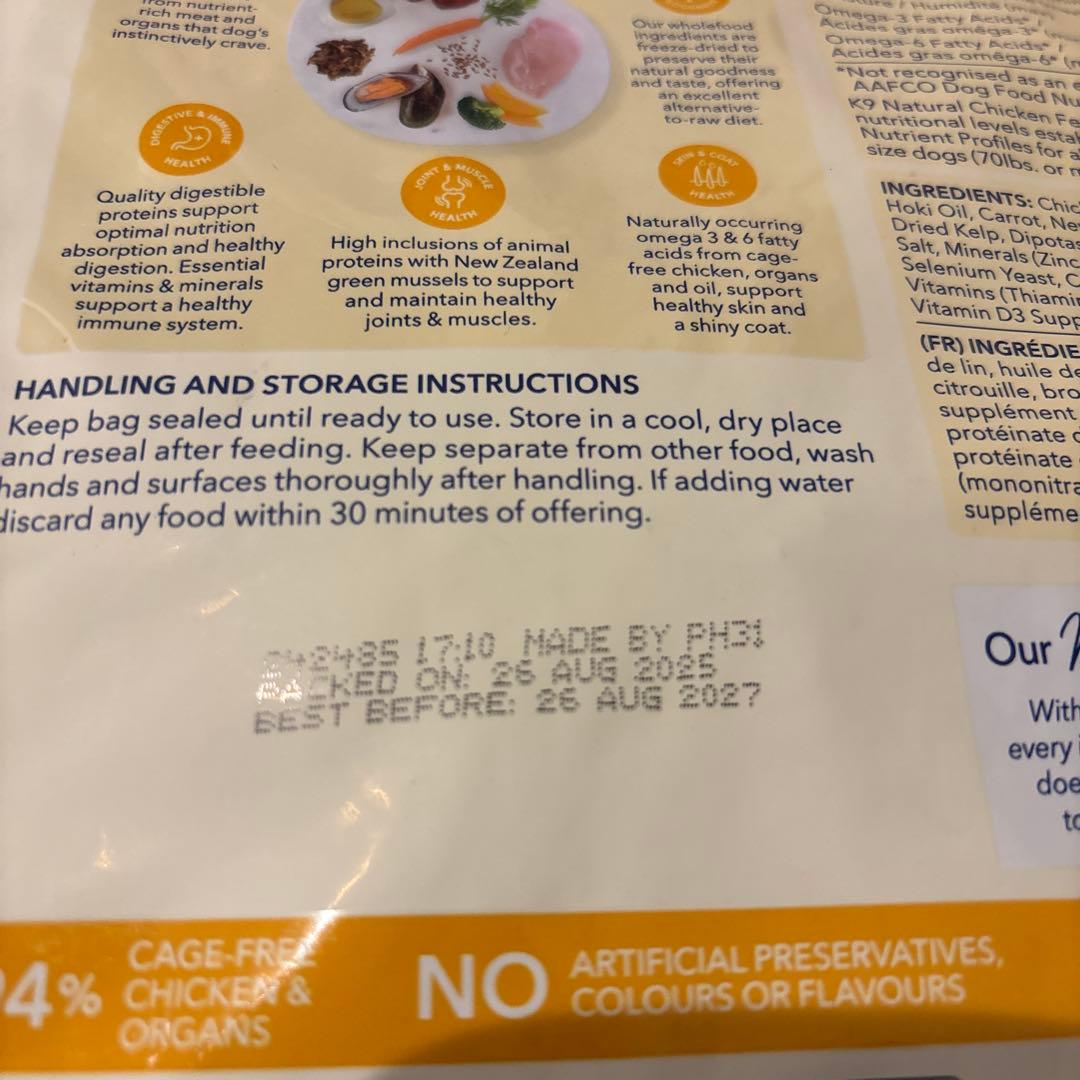 from nutrient-
rich meat and
organs that dog's
instinctively crave.
DIGESTIVE & IMMUNE
HEALTH
Quality digestible
proteins support
optimal nutrition
absorption and healthy
digestion. Essential
vitamins & minerals
support a healthy
immune system.
JOINT & MUSCLE
HEALTH
High inclusions of animal
proteins with New Zealand
green mussels to support
and maintain healthy
joints & muscles.
Our wholefood
ingredients are
freeze-dried to
preserve their
natural goodness
and taste, offering
an excellent
alternative-
to-raw diet.
SKIN & COAT
HEALTH
Naturally occurring
omega 3 & 6 fatty
acids from cage-
free chicken, organs
and oil, support
healthy skin and
a shiny coat.
/ Humidité
Omega-3 Fatty Acids* /
Acides gras oméga-3*
Omega-6 Fatty Acids* /
Acides gras oméga-6*
*Not recognised as an
AAFCO Dog Food
K9 Natural Chicken
nutritional levels
Nutrient Profiles for
size dogs (70lbs. or
INGREDIENTS:
Hoki Oil, Carrot,
Dried Kelp,
Salt, Minerals (Zinc
Selenium Yeast,
Vitamins
Vitamin D3
(FR)
de lin, huile
citrouille,
supplément
protéinate
protéinate
HANDLING AND STORAGE INSTRUCTIONS
Keep bag sealed until ready to use. Store in a cool, dry place
and reseal after feeding. Keep separate from other food, wash
hands and surfaces thoroughly after handling. If adding water
discard any food within 30 minutes of offering.
17:10 MADE BY PH31
ON: 26 AUG 2025
BEST BEFORE: 26 AUG 2027
Our
With
every
4% CAGE-FREE
CHICKEN &
ORGANS
NO ARTIFICIAL PRESERVATIVES,
COLOURS OR FLAVOURS